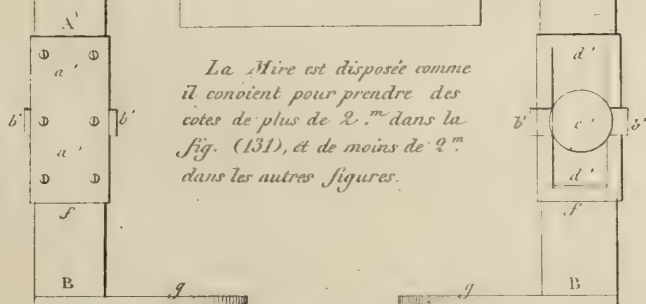 A'
a'
b'
b'
a'
f
B
g
La Mire est disposée comme
il convient pour prendre des
cotes de plus de 2.m dans la
fig. (131), et de moins de 2m.
dans les autres figures.
d'
b'
c'
b'
d'
f
B
g